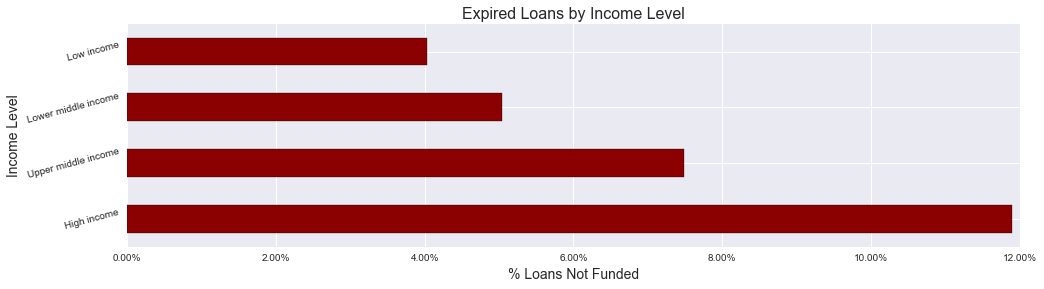 Expired Loans by Income Level
Income Level
Low income
Lower middle income
Upper middle income
High income
0.00% 2.00% 4.00% 6.00% 8.00% 10.00% 12.00%
% Loans Not Funded